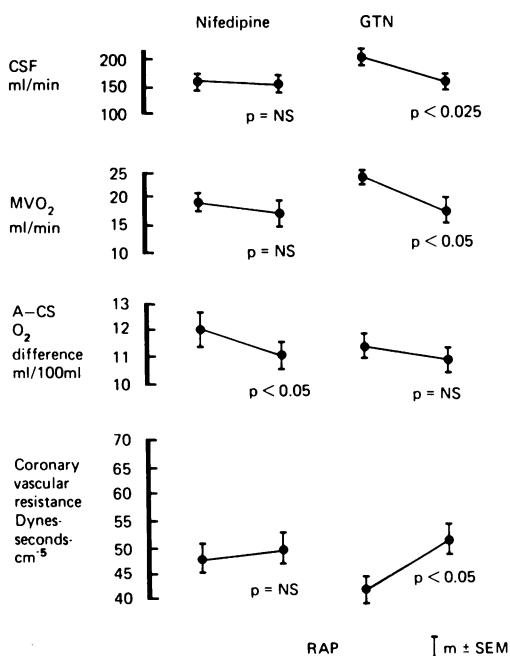 Nifedipine GTN
CSF
ml/min
200
150
100
p = NS
p < 0.025
MVO₂
ml/min
25
20
15
10
p = NS
p < 0.05
A–CS
O₂
difference
ml/100ml
13
12
11
10
p < 0.05
p = NS
Coronary
vascular
resistance
Dynes-
seconds-
cm⁻⁵
70
65
60
55
50
45
40
p = NS
p < 0.05
RAP
m ± SEM